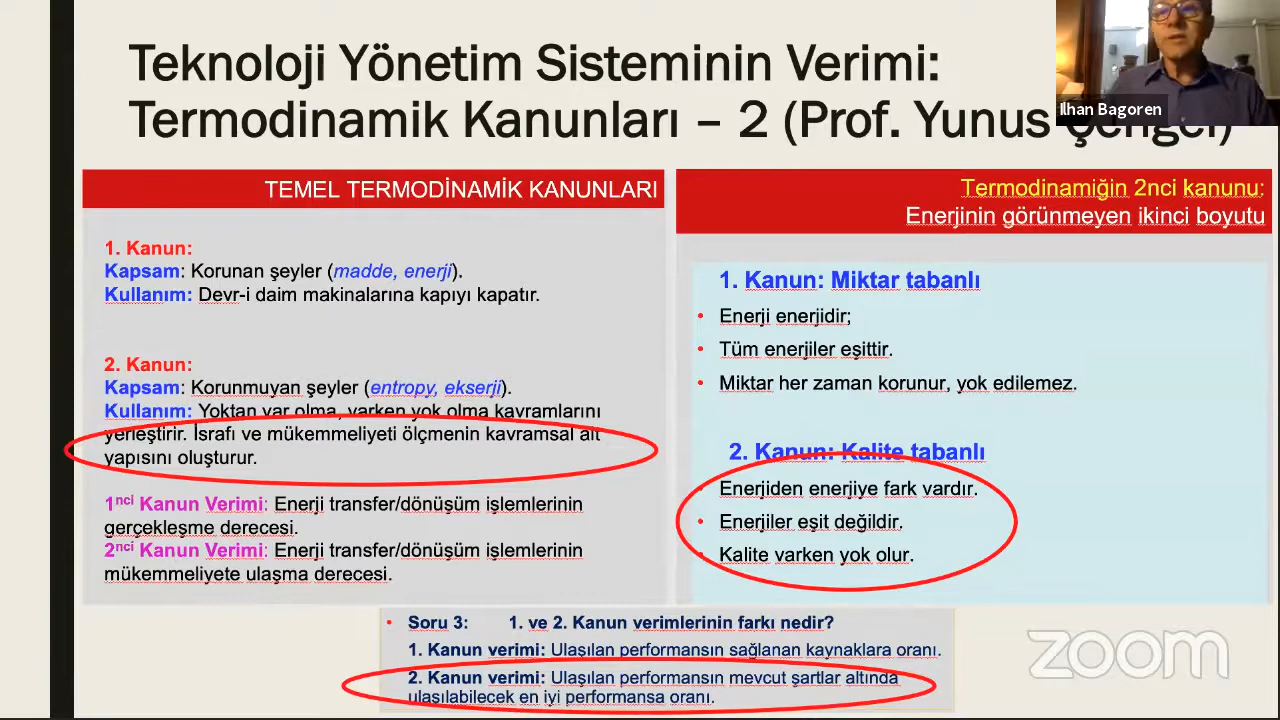 Teknoloji Yönetim Sisteminin Verimi:
Termodinamik Kanunları – 2 (Prof. Yunus Çengel)
Ilhan Bagoren
TEMEL TERMODİNAMİK KANUNLARI
1. Kanun:
Kapsam: Korunan şeyler (madde, enerji).
Kullanım: Devr-i daim makinalarına kapıyı kapatır.
2. Kanun:
Kapsam: Korunmuyan şeyler (entropy, ekserji).
Kullanım: Yoktan var olma, varken yok olma kavramlarını
yerleştirir. İsrafı ve mükemmeliyeti ölçmenin kavramsal alt
yapısını oluşturur.
1nci Kanun Verimi: Enerji transfer/dönüşüm işlemlerinin
gerçekleşme derecesi.
2nci Kanun Verimi: Enerji transfer/dönüşüm işlemlerinin
mükemmeliyete ulaşma derecesi.
Termodinamiğin 2nci kanunu:
Enerjinin görünmeyen ikinci boyutu
1. Kanun: Miktar tabanlı
• Enerji enerjidir;
• Tüm enerjiler eşittir.
• Miktar her zaman korunur, yok edilemez.
2. Kanun: Kalite tabanlı
• Enerjiden enerjiye fark vardır.
• Enerjiler eşit değildir.
• Kalite varken yok olur.
• Soru 3: 1. ve 2. Kanun verimlerinin farkı nedir?
1. Kanun verimi: Ulaşılan performansın sağlanan kaynaklara oranı.
2. Kanun verimi: Ulaşılan performansın mevcut şartlar altında
ulaşılabilecek en iyi performansa oranı.
zoom